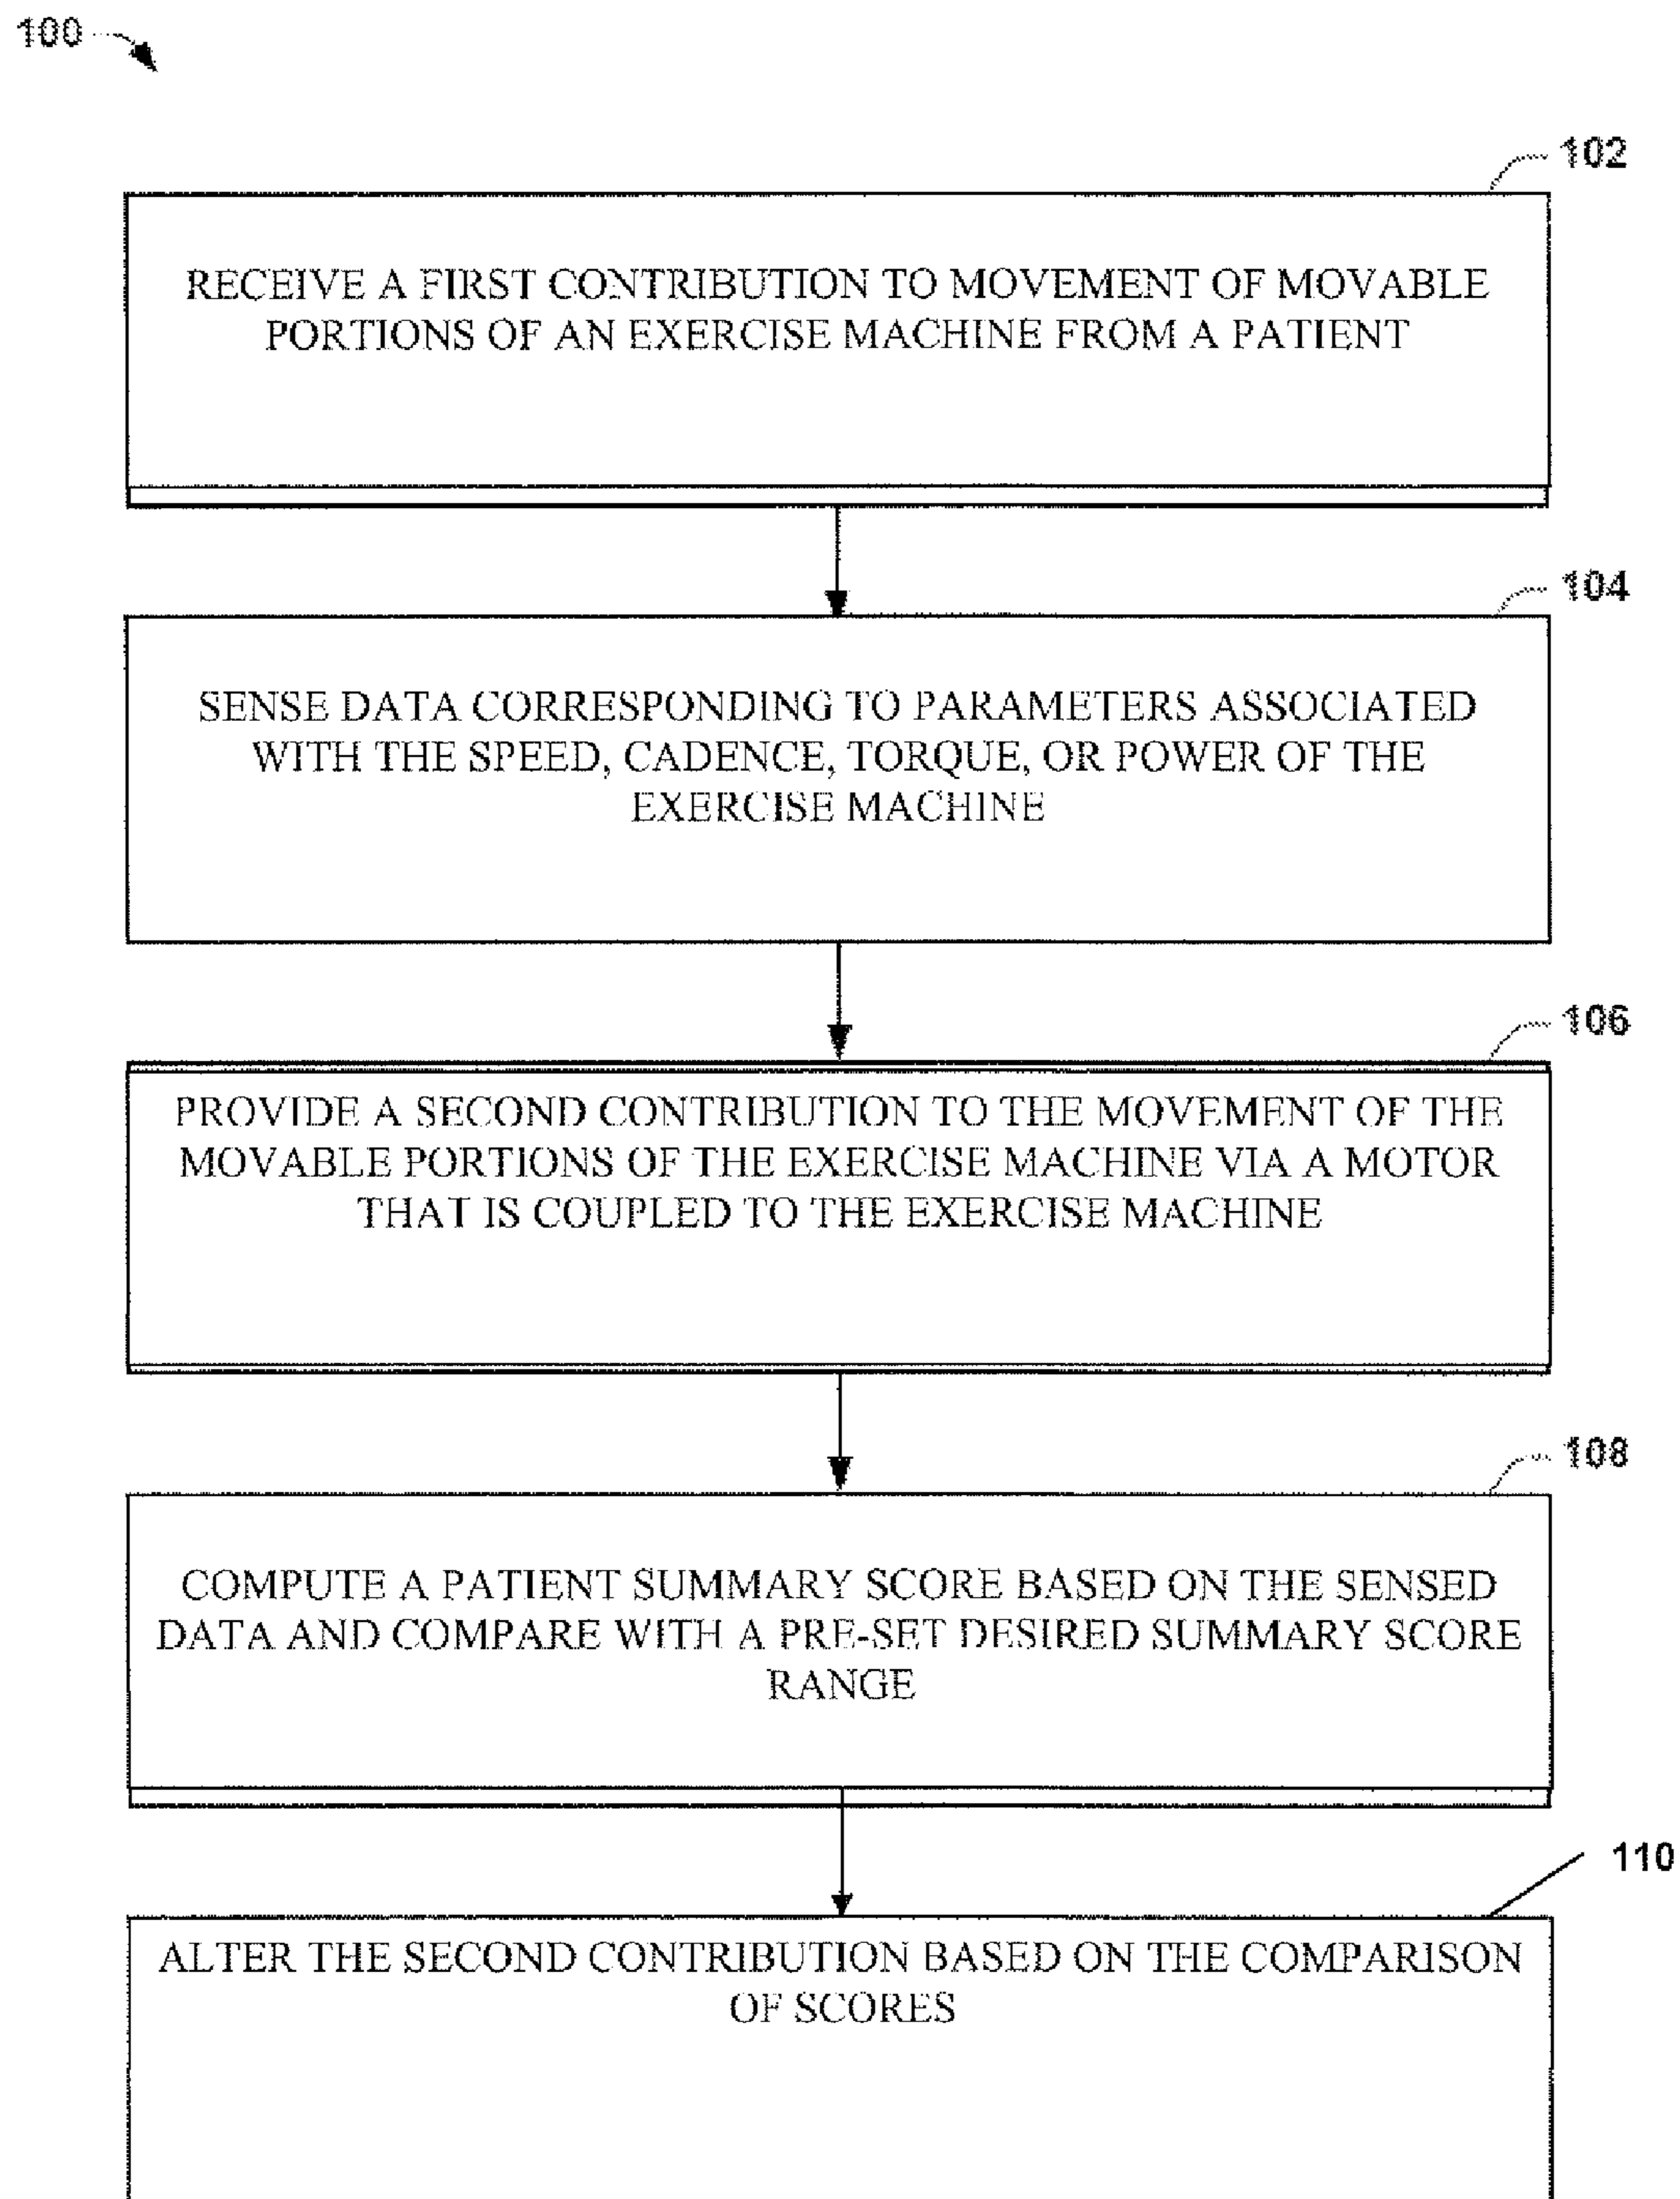 100
102
RECEIVE A FIRST CONTRIBUTION TO MOVEMENT OF MOVABLE
PORTIONS OF AN EXERCISE MACHINE FROM A PATIENT
104
SENSE DATA CORRESPONDING TO PARAMETERS ASSOCIATED
WITH THE SPEED, CADENCE, TORQUE, OR POWER OF THE
EXERCISE MACHINE
106
PROVIDE A SECOND CONTRIBUTION TO THE MOVEMENT OF THE
MOVABLE PORTIONS OF THE EXERCISE MACHINE VIA A MOTOR
THAT IS COUPLED TO THE EXERCISE MACHINE
108
COMPUTE A PATIENT SUMMARY SCORE BASED ON THE SENSED
DATA AND COMPARE WITH A PRE-SET DESIRED SUMMARY SCORE
RANGE
110
ALTER THE SECOND CONTRIBUTION BASED ON THE COMPARISON
OF SCORES